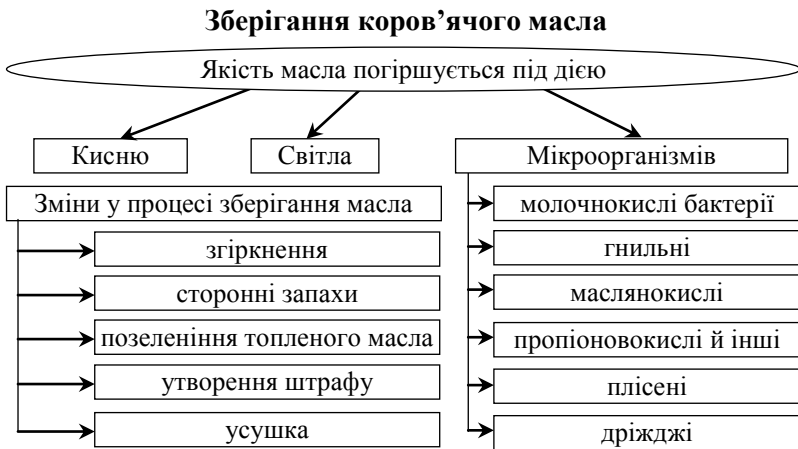 Зберігання коров’ячого масла
Якість масла погіршується під дією
Кисню
Світла
Мікроорганізмів
Зміни у процесі зберігання масла
згіркнення
сторонні запахи
позеленіння топленого масла
утворення штрафу
усушка
молочнокислі бактерії
гнильні
маслянокислі
пропіоновокислі й інші
плісені
дріжджі